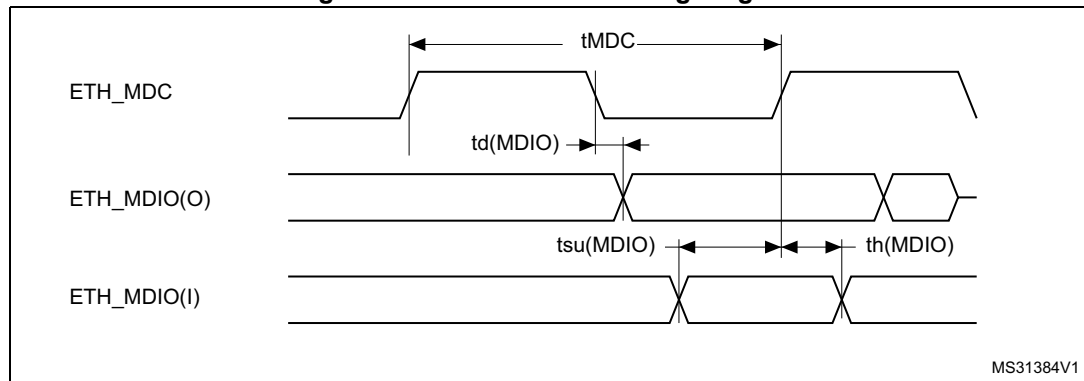 tMDC
ETH_MDC
td(MDIO)
ETH_MDIO(O)
tsu(MDIO) th(MDIO)
ETH_MDIO(I)
MS31384V1